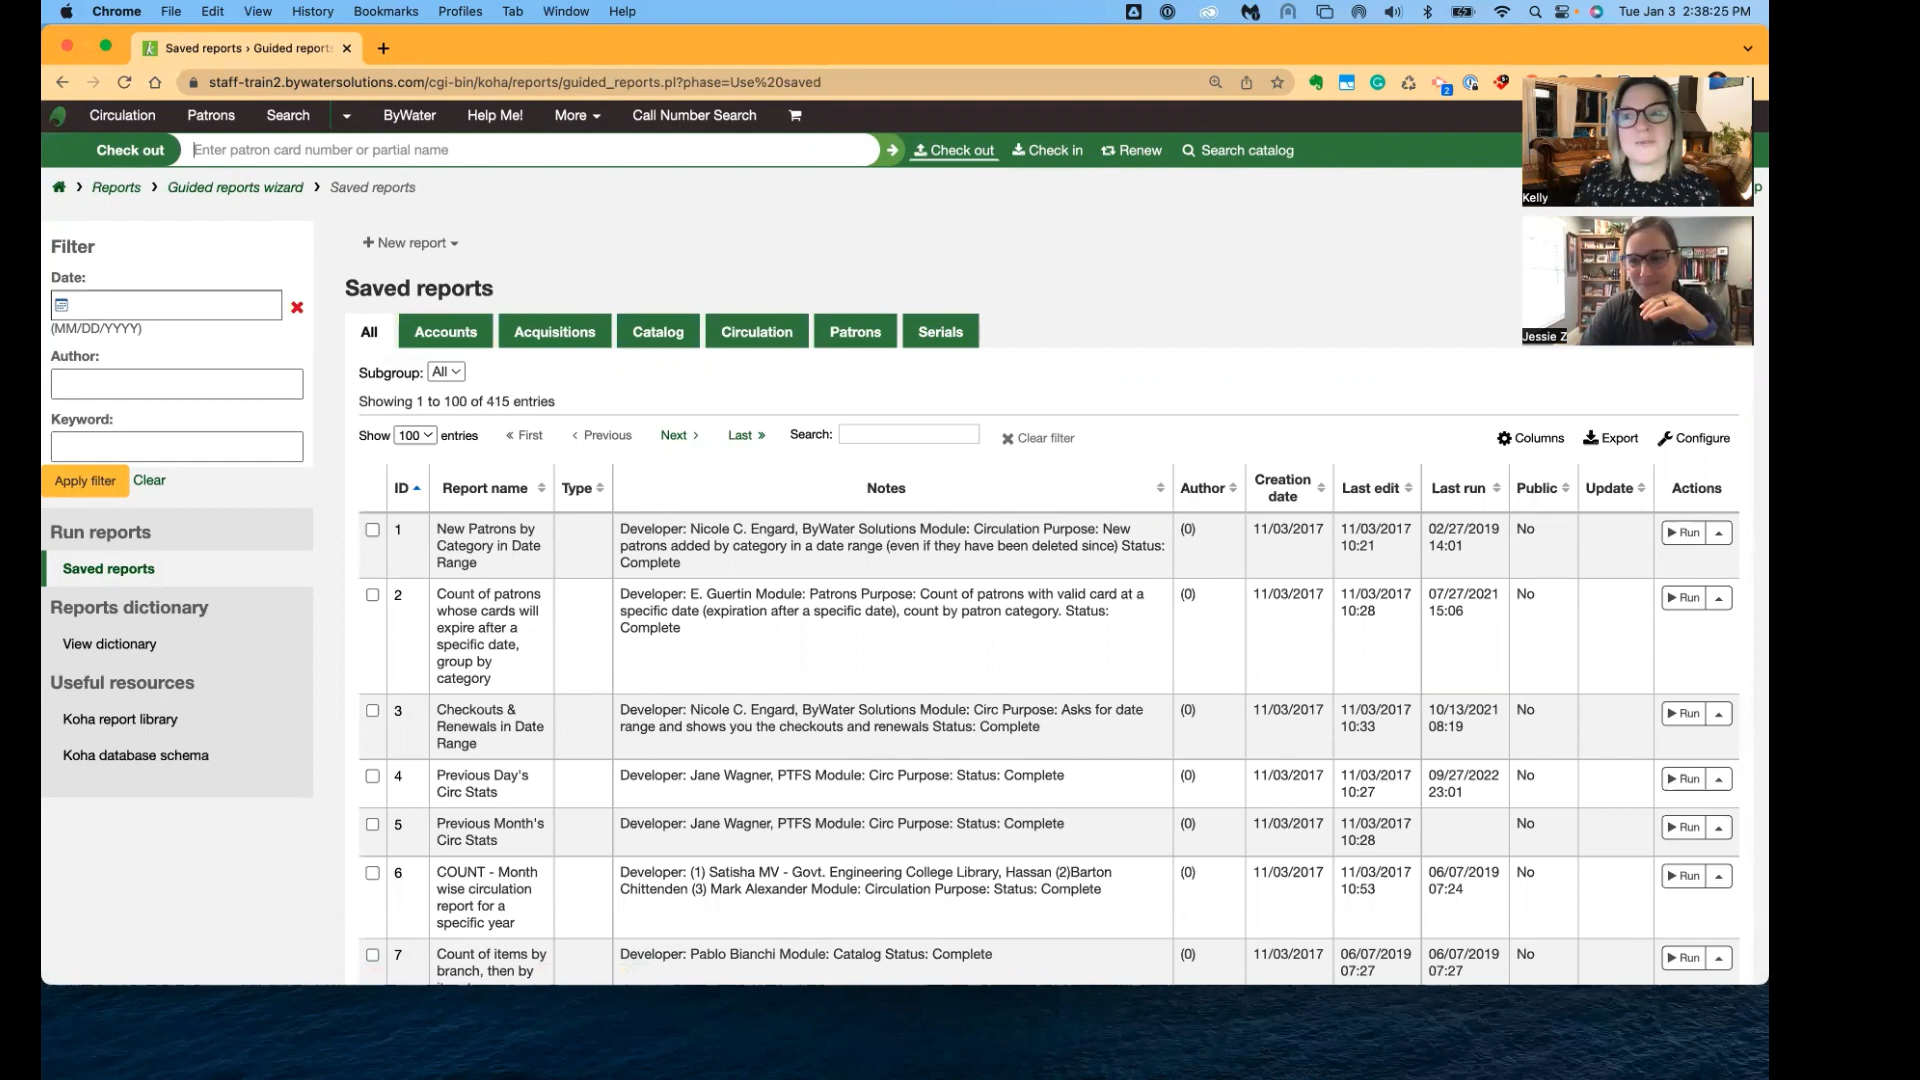 Chrome File Edit View History Bookmarks Profiles Tab Window Help
Tue Jan 3 2:38:25 PM
Saved reports › Guided reports
staff-train2.bywatersolutions.com/cgi-bin/koha/reports/guided_reports.pl?phase=Use%20saved
2
Circulation Patrons Search ByWater Help Me! More Call Number Search
Check out Enter patron card number or partial name Check out Check in Renew Search catalog
Reports Guided reports wizard Saved reports
Kelly
Jessie Z
Filter
Date:
(MM/DD/YYYY)
Author:
Keyword:
Apply filter Clear
Run reports
Saved reports
Reports dictionary
View dictionary
Useful resources
Koha report library
Koha database schema
+ New report
Saved reports
All Accounts Acquisitions Catalog Circulation Patrons Serials
Subgroup: All
Showing 1 to 100 of 415 entries
Show 100 entries « First ‹ Previous Next › Last » Search: Clear filter Columns Export Configure
ID Report name Type Notes Author Creation date Last edit Last run Public Update Actions
1 New Patrons by Developer: Nicole C. Engard, ByWater Solutions Module: Circulation Purpose: New (0) 11/03/2017 11/03/2017 02/27/2019 No Run
Category in Date patrons added by category in a date range (even if they have been deleted since) Status: 10:21 14:01
Range Complete
2 Count of patrons Developer: E. Guertin Module: Patrons Purpose: Count of patrons with valid card at a (0) 11/03/2017 11/03/2017 07/27/2021 No Run
whose cards will specific date (expiration after a specific date), count by patron category. Status: 10:28 15:06
expire after a Complete
specific date,
group by
category
3 Checkouts & Developer: Nicole C. Engard, ByWater Solutions Module: Circ Purpose: Asks for date (0) 11/03/2017 11/03/2017 10/13/2021 No Run
Renewals in Date range and shows you the checkouts and renewals Status: Complete 10:33 08:19
Range
4 Previous Day's Developer: Jane Wagner, PTFS Module: Circ Purpose: Status: Complete (0) 11/03/2017 11/03/2017 09/27/2022 No Run
Circ Stats 10:27 23:01
5 Previous Month's Developer: Jane Wagner, PTFS Module: Circ Purpose: Status: Complete (0) 11/03/2017 11/03/2017 No Run
Circ Stats 10:28
6 COUNT - Month Developer: (1) Satisha MV - Govt. Engineering College Library, Hassan (2)Barton (0) 11/03/2017 11/03/2017 06/07/2019 No Run
wise circulation Chittenden (3) Mark Alexander Module: Circulation Purpose: Status: Complete 10:53 07:24
report for a
specific year
7 Count of items by Developer: Pablo Bianchi Module: Catalog Status: Complete (0) 11/03/2017 06/07/2019 06/07/2019 No Run
branch, then by 07:27 07:27